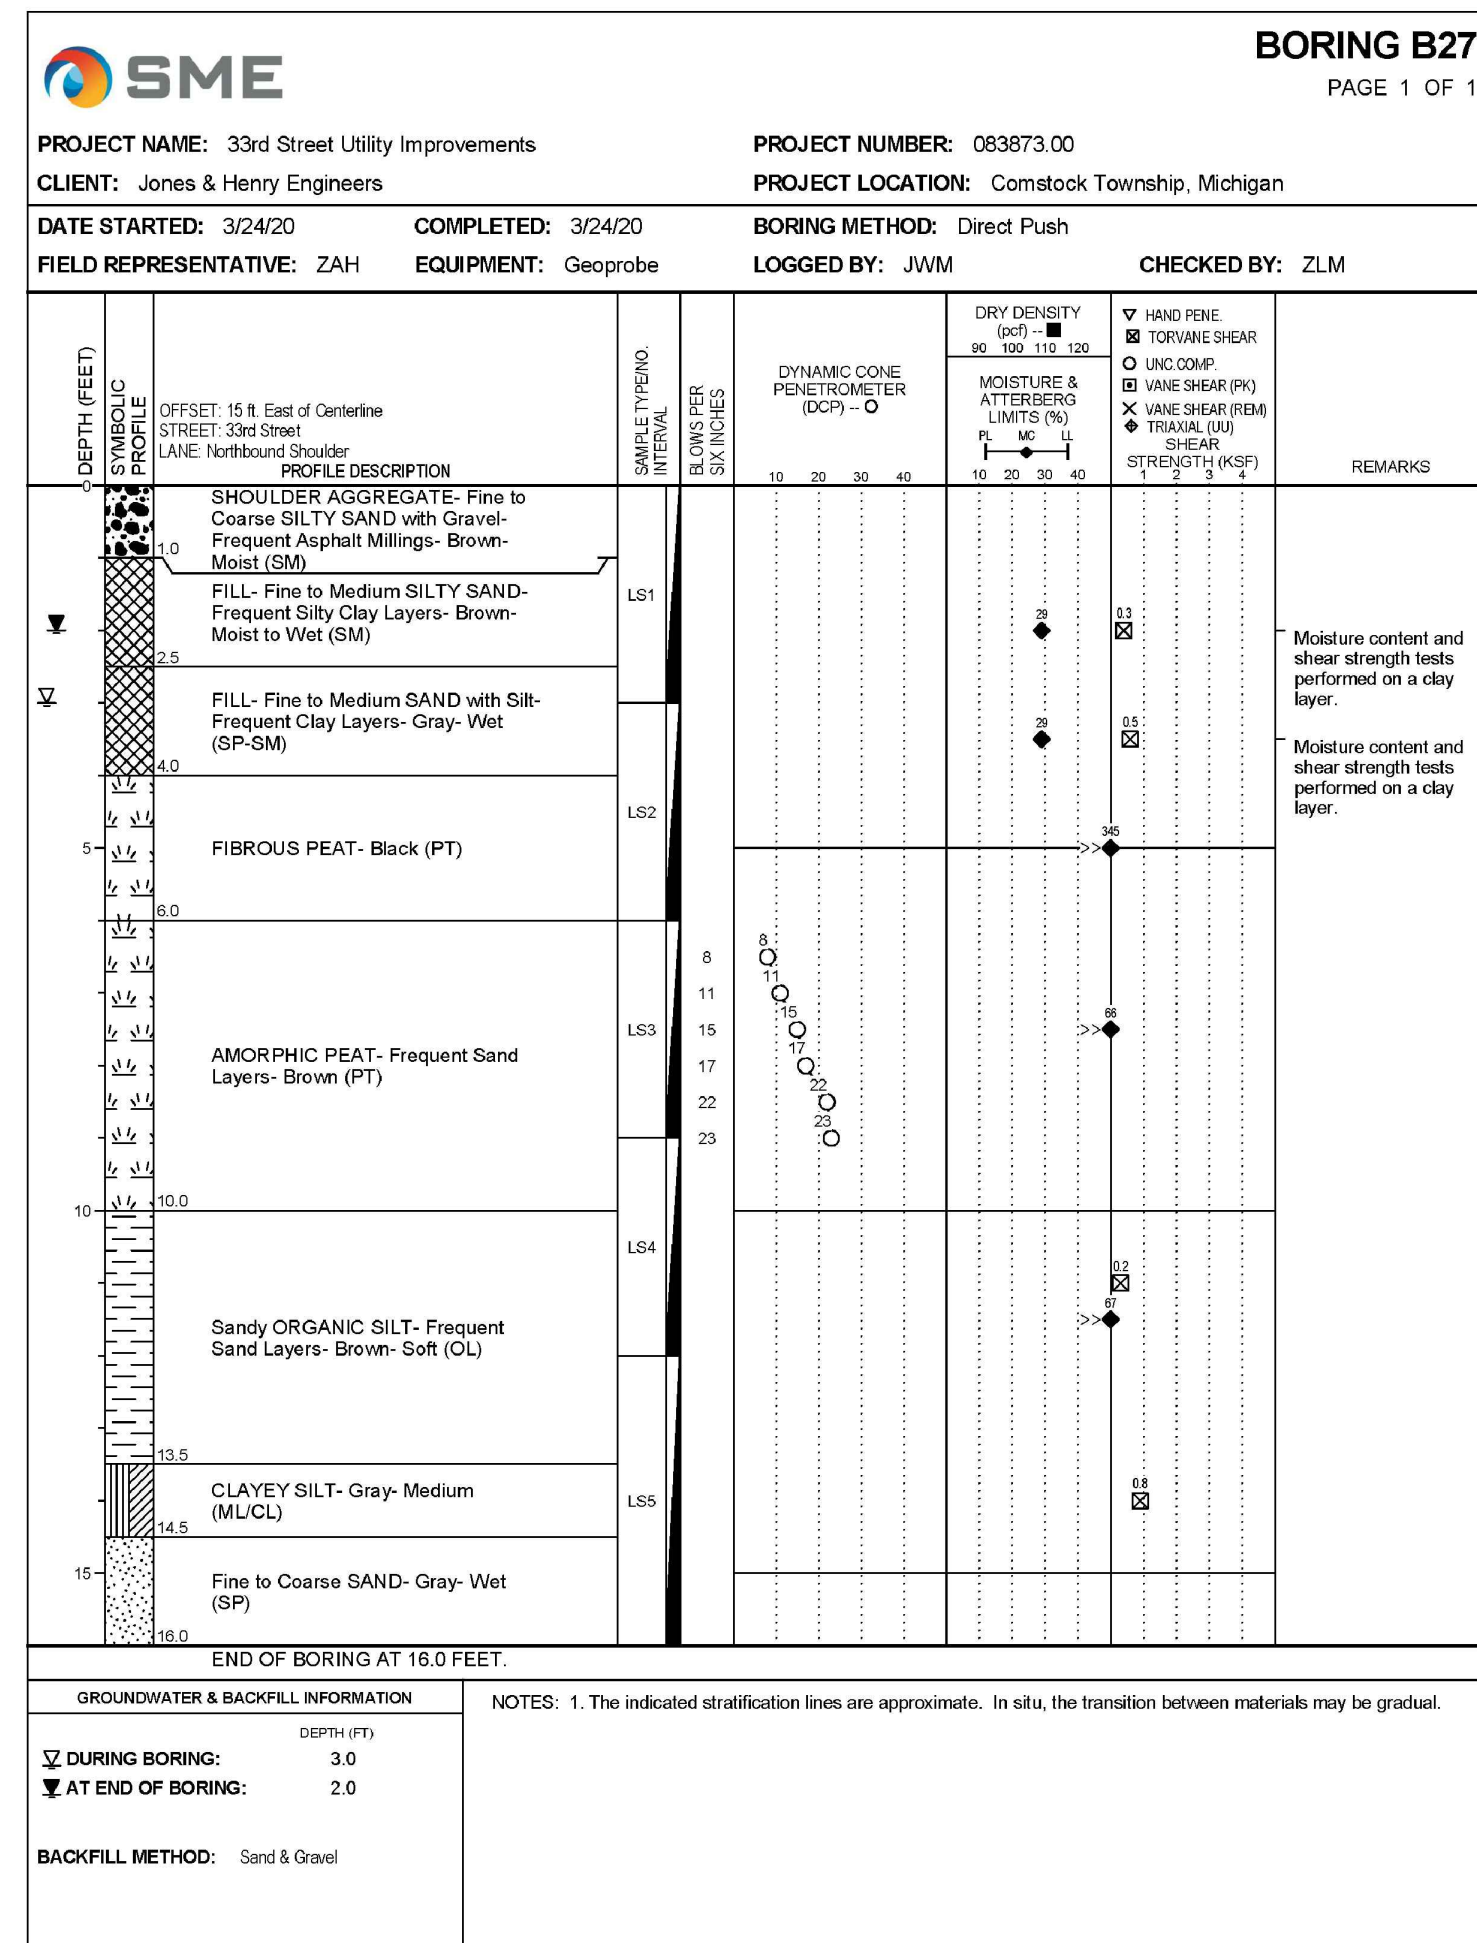 SME
BORING B27
PAGE 1 OF 1
PROJECT NAME: 33rd Street Utility Improvements
PROJECT NUMBER: 083873.00
CLIENT: Jones & Henry Engineers
PROJECT LOCATION: Comstock Township, Michigan
DATE STARTED: 3/24/20 COMPLETED: 3/24/20 BORING METHOD: Direct Push
FIELD REPRESENTATIVE: ZAH EQUIPMENT: Geoprobe LOGGED BY: JWM CHECKED BY: ZLM
DEPTH (FEET)
SYMBOLIC
PROFILE
OFFSET: 15 ft. East of Centerline
STREET: 33rd Street
LANE: Northbound Shoulder
PROFILE DESCRIPTION
SAMPLE TYPE/NO.
INTERVAL
BLOWS PER
SIX INCHES
DYNAMIC CONE
PENETROMETER
(DCP) -- O
10 20 30 40
DRY DENSITY
(pcf) -- ■
90 100 110 120
MOISTURE &
ATTERBERG
LIMITS (%)
PL MC LL
10 20 30 40
▽ HAND PENE.
⊠ TORVANE SHEAR
O UNC.COMP.
VANE SHEAR (PK)
X VANE SHEAR (REM)
TRIAXIAL (UU)
SHEAR
STRENGTH (KSF)
1 2 3 4
REMARKS
0
SHOULDER AGGREGATE- Fine to
Coarse SILTY SAND with Gravel-
Frequent Asphalt Millings- Brown-
Moist (SM)
1.0
FILL- Fine to Medium SILTY SAND-
Frequent Silty Clay Layers- Brown-
Moist to Wet (SM)
2.5
LS1
29
0.3
Moisture content and
shear strength tests
performed on a clay
layer.
FILL- Fine to Medium SAND with Silt-
Frequent Clay Layers- Gray- Wet
(SP-SM)
4.0
29
0.5
Moisture content and
shear strength tests
performed on a clay
layer.
LS2
5
FIBROUS PEAT- Black (PT)
345
>>
6.0
8 8
11 11
LS3 15 15
66
>>
17 17
22 22
23 23
AMORPHIC PEAT- Frequent Sand
Layers- Brown (PT)
10.0
10
LS4
0.2
67
>>
Sandy ORGANIC SILT- Frequent
Sand Layers- Brown- Soft (OL)
13.5
CLAYEY SILT- Gray- Medium
(ML/CL)
LS5
0.8
14.5
15
Fine to Coarse SAND- Gray- Wet
(SP)
16.0
END OF BORING AT 16.0 FEET.
GROUNDWATER & BACKFILL INFORMATION
DEPTH (FT)
DURING BORING: 3.0
AT END OF BORING: 2.0
BACKFILL METHOD: Sand & Gravel
NOTES: 1. The indicated stratification lines are approximate. In situ, the transition between materials may be gradual.